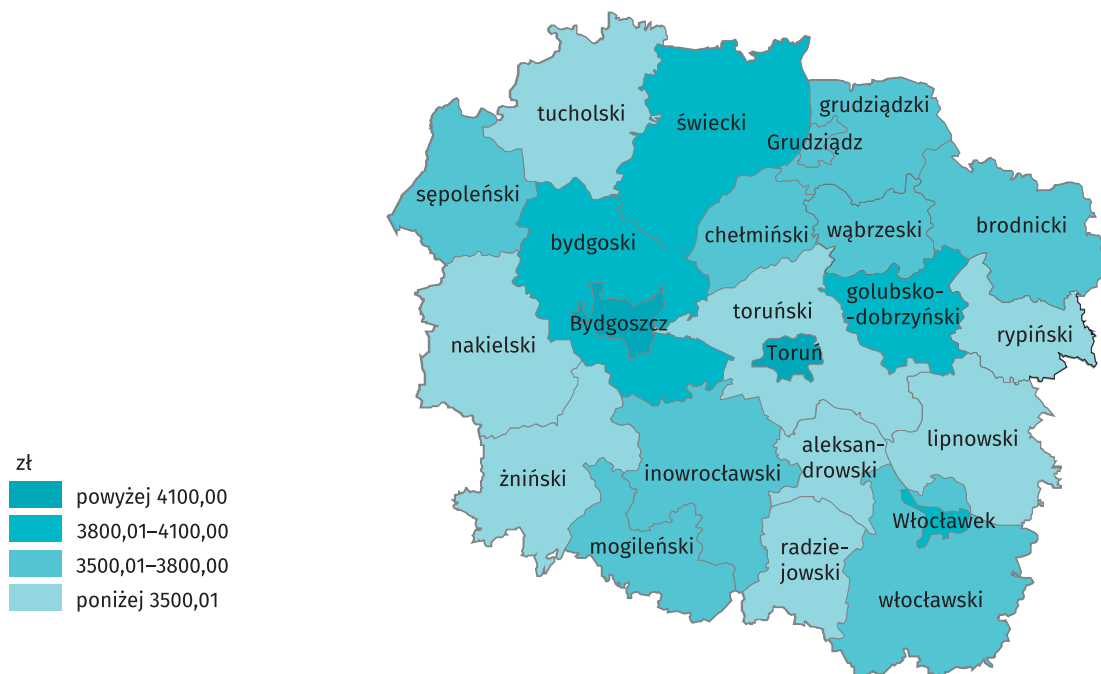 tucholski
świecki
grudziądzki
Grudziądz
sępoleński
bydgoski
chełmiński
wąbrzeski
brodnicki
golubsko-
-dobrzyński
toruński
Bydgoszcz
rypiński
nakielski
Toruń
aleksan-
drowski
lipnowski
żniński
inowrocławski
Włocławek
mogileński
radzie-
jowski
włocławski
zł
powyżej 4100,00
3800,01–4100,00
3500,01–3800,00
poniżej 3500,01